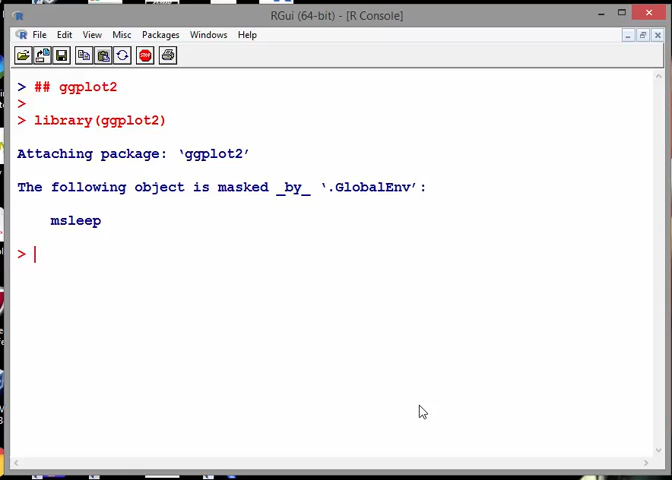 RGui (64-bit) - [R Console]
File Edit View Misc Packages Windows Help
STOP
> ## ggplot2
>
> library(ggplot2)
Attaching package: ‘ggplot2’
The following object is masked _by_ ‘.GlobalEnv’:
msleep
>